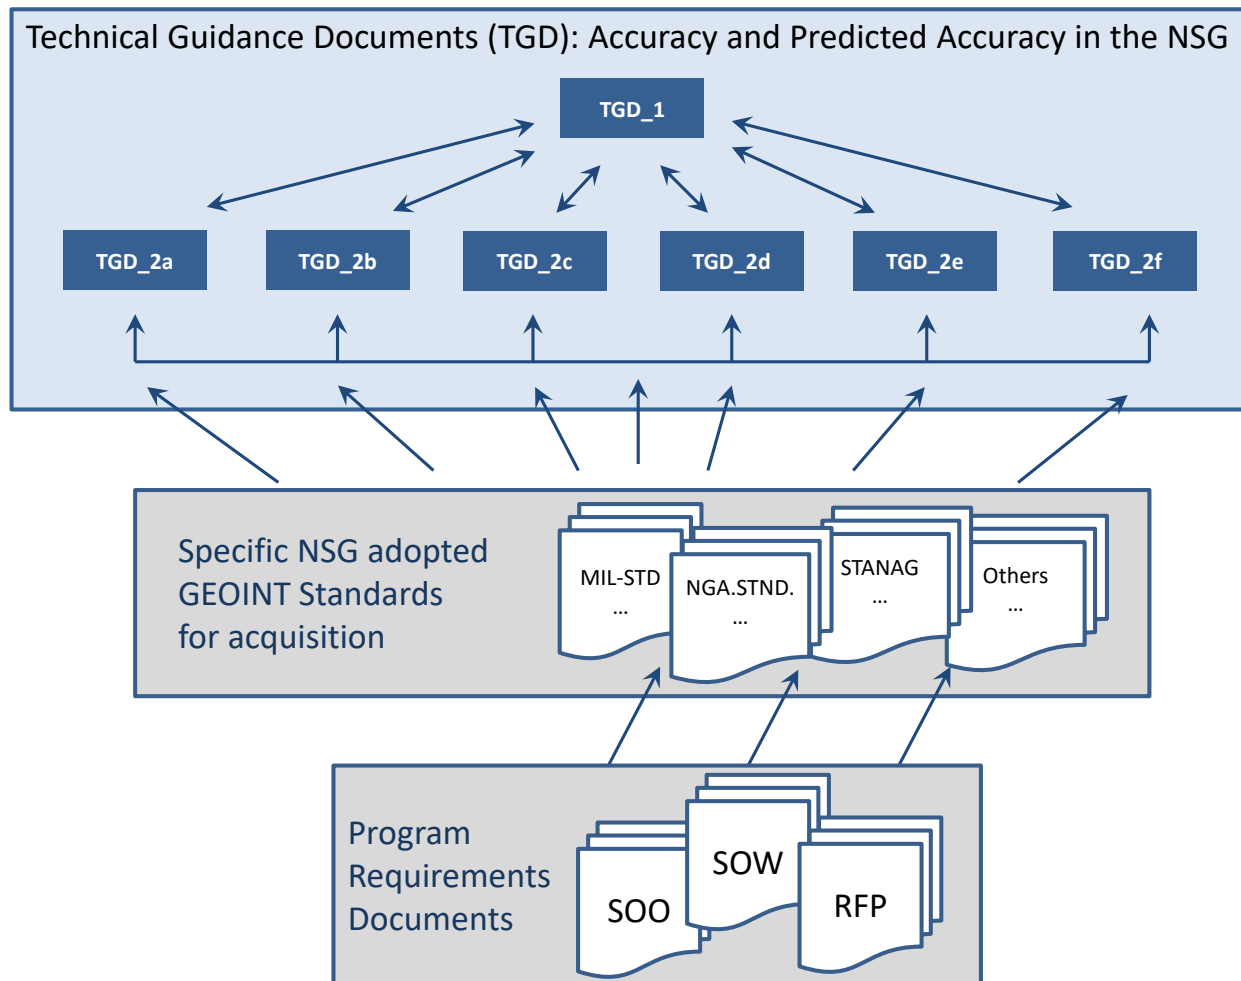 Technical Guidance Documents (TGD): Accuracy and Predicted Accuracy in the NSG
TGD_1
TGD_2a
TGD_2b
TGD_2c
TGD_2d
TGD_2e
TGD_2f
Specific NSG adopted
GEOINT Standards
for acquisition
MIL-STD
...
NGA.STND.
...
STANAG
...
Others
...
Program
Requirements
Documents
SOO
SOW
RFP